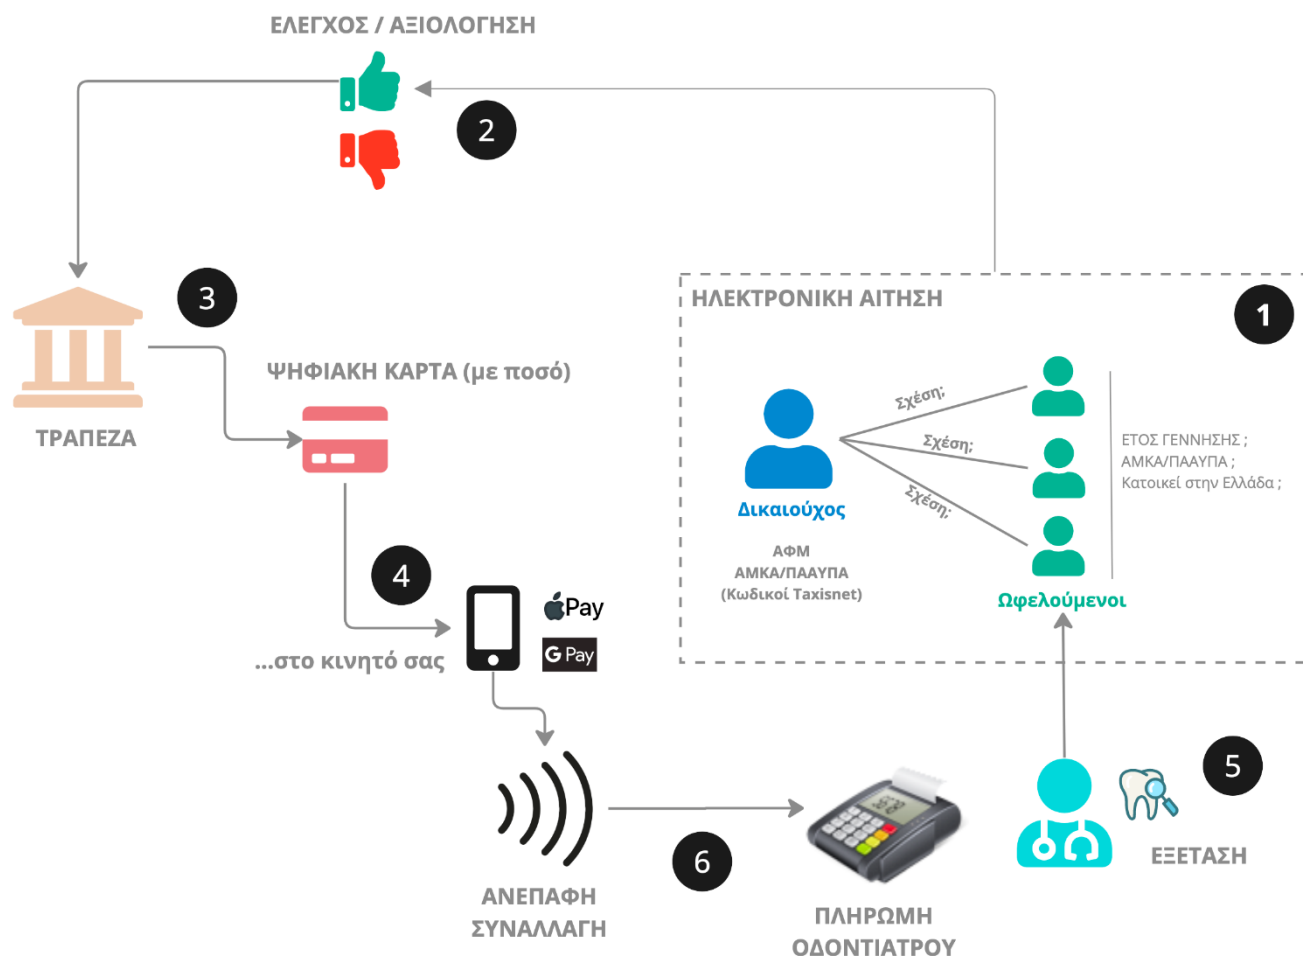 ΕΛΕΓΧΟΣ / ΑΞΙΟΛΟΓΗΣΗ
2
3
ΤΡΑΠΕΖΑ
ΨΗΦΙΑΚΗ ΚΑΡΤΑ (με ποσό)
ΗΛΕΚΤΡΟΝΙΚΗ ΑΙΤΗΣΗ
1
Σχέση;
Σχέση;
Σχέση;
Δικαιούχος
ΑΦΜ
ΑΜΚΑ/ΠΑΑΥΠΑ
(Κωδικοί Taxisnet)
ΕΤΟΣ ΓΕΝΝΗΣΗΣ ;
ΑΜΚΑ/ΠΑΑΥΠΑ ;
Κατοικεί στην Ελλάδα ;
Ωφελούμενοι
4
...στο κινητό σας
Pay
G Pay
5
ΕΞΕΤΑΣΗ
ΑΝΕΠΑΦΗ
ΣΥΝΑΛΛΑΓΗ
6
ΠΛΗΡΩΜΗ
ΟΔΟΝΤΙΑΤΡΟΥ